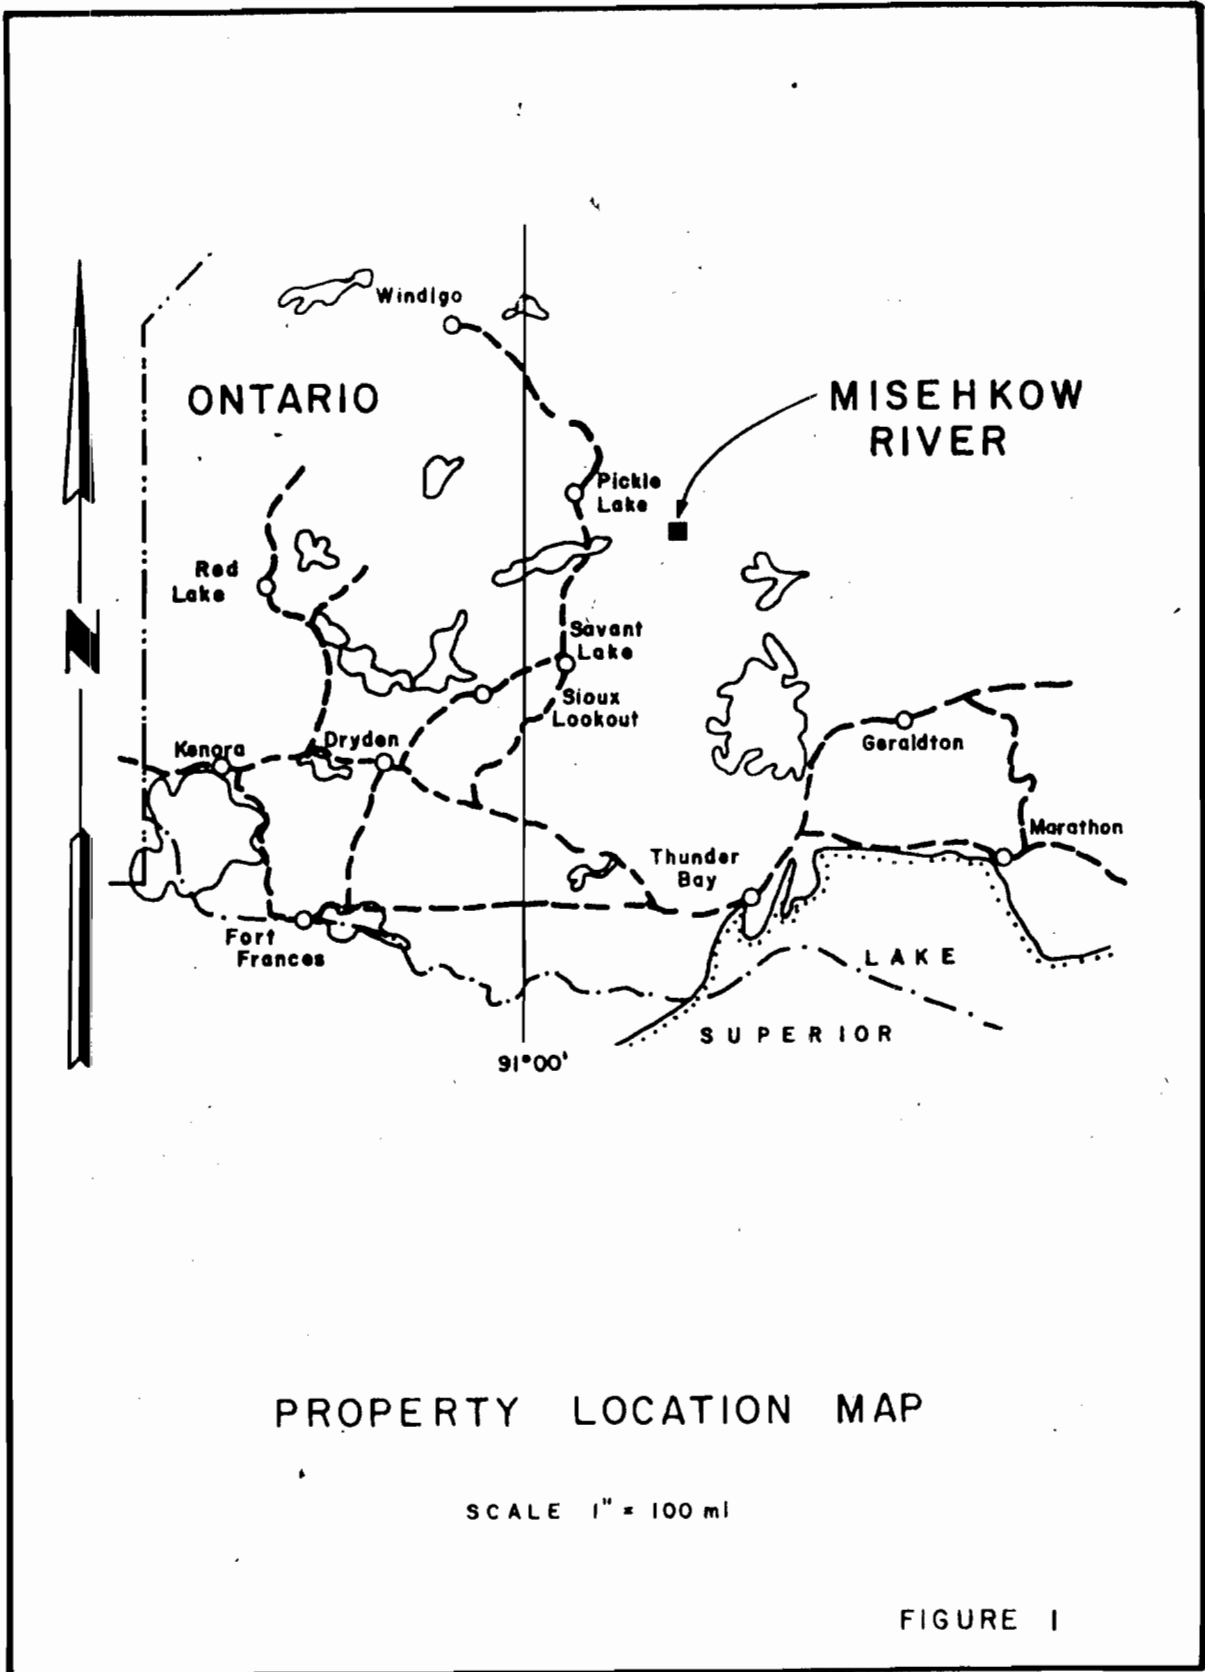 Windigo
ONTARIO
MISEHKOW
RIVER
Pickle
Lake
Red
Lake
N
Savant
Lake
Sioux
Lookout
Kenora
Dryden
Geraldton
Marathon
Thunder
Bay
Fort
Frances
LAKE
SUPERIOR
91°00'
PROPERTY LOCATION MAP
SCALE 1" = 100 mi
FIGURE 1